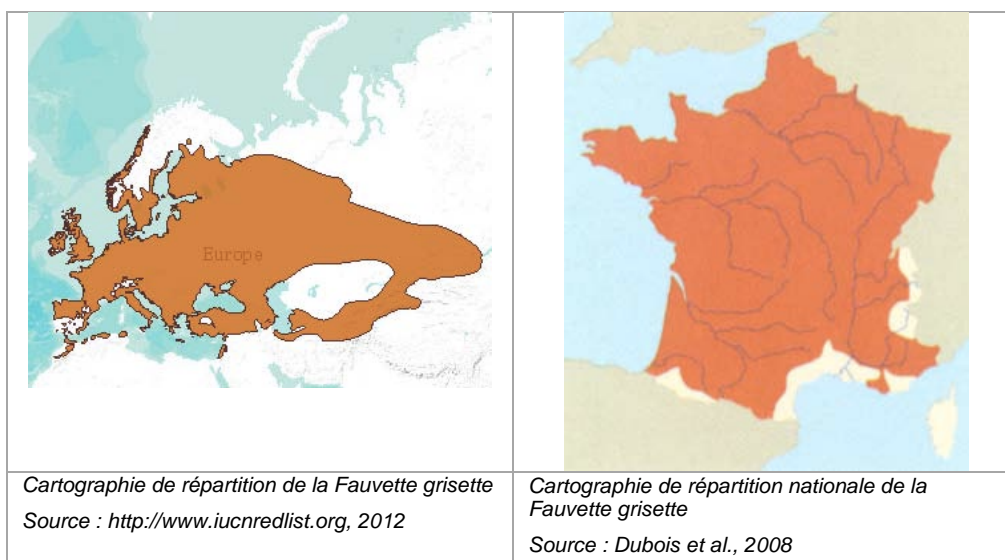 Europe
Cartographie de répartition de la Fauvette grisette
Source : http://www.iucnredlist.org, 2012
Cartographie de répartition nationale de la
Fauvette grisette
Source : Dubois et al., 2008